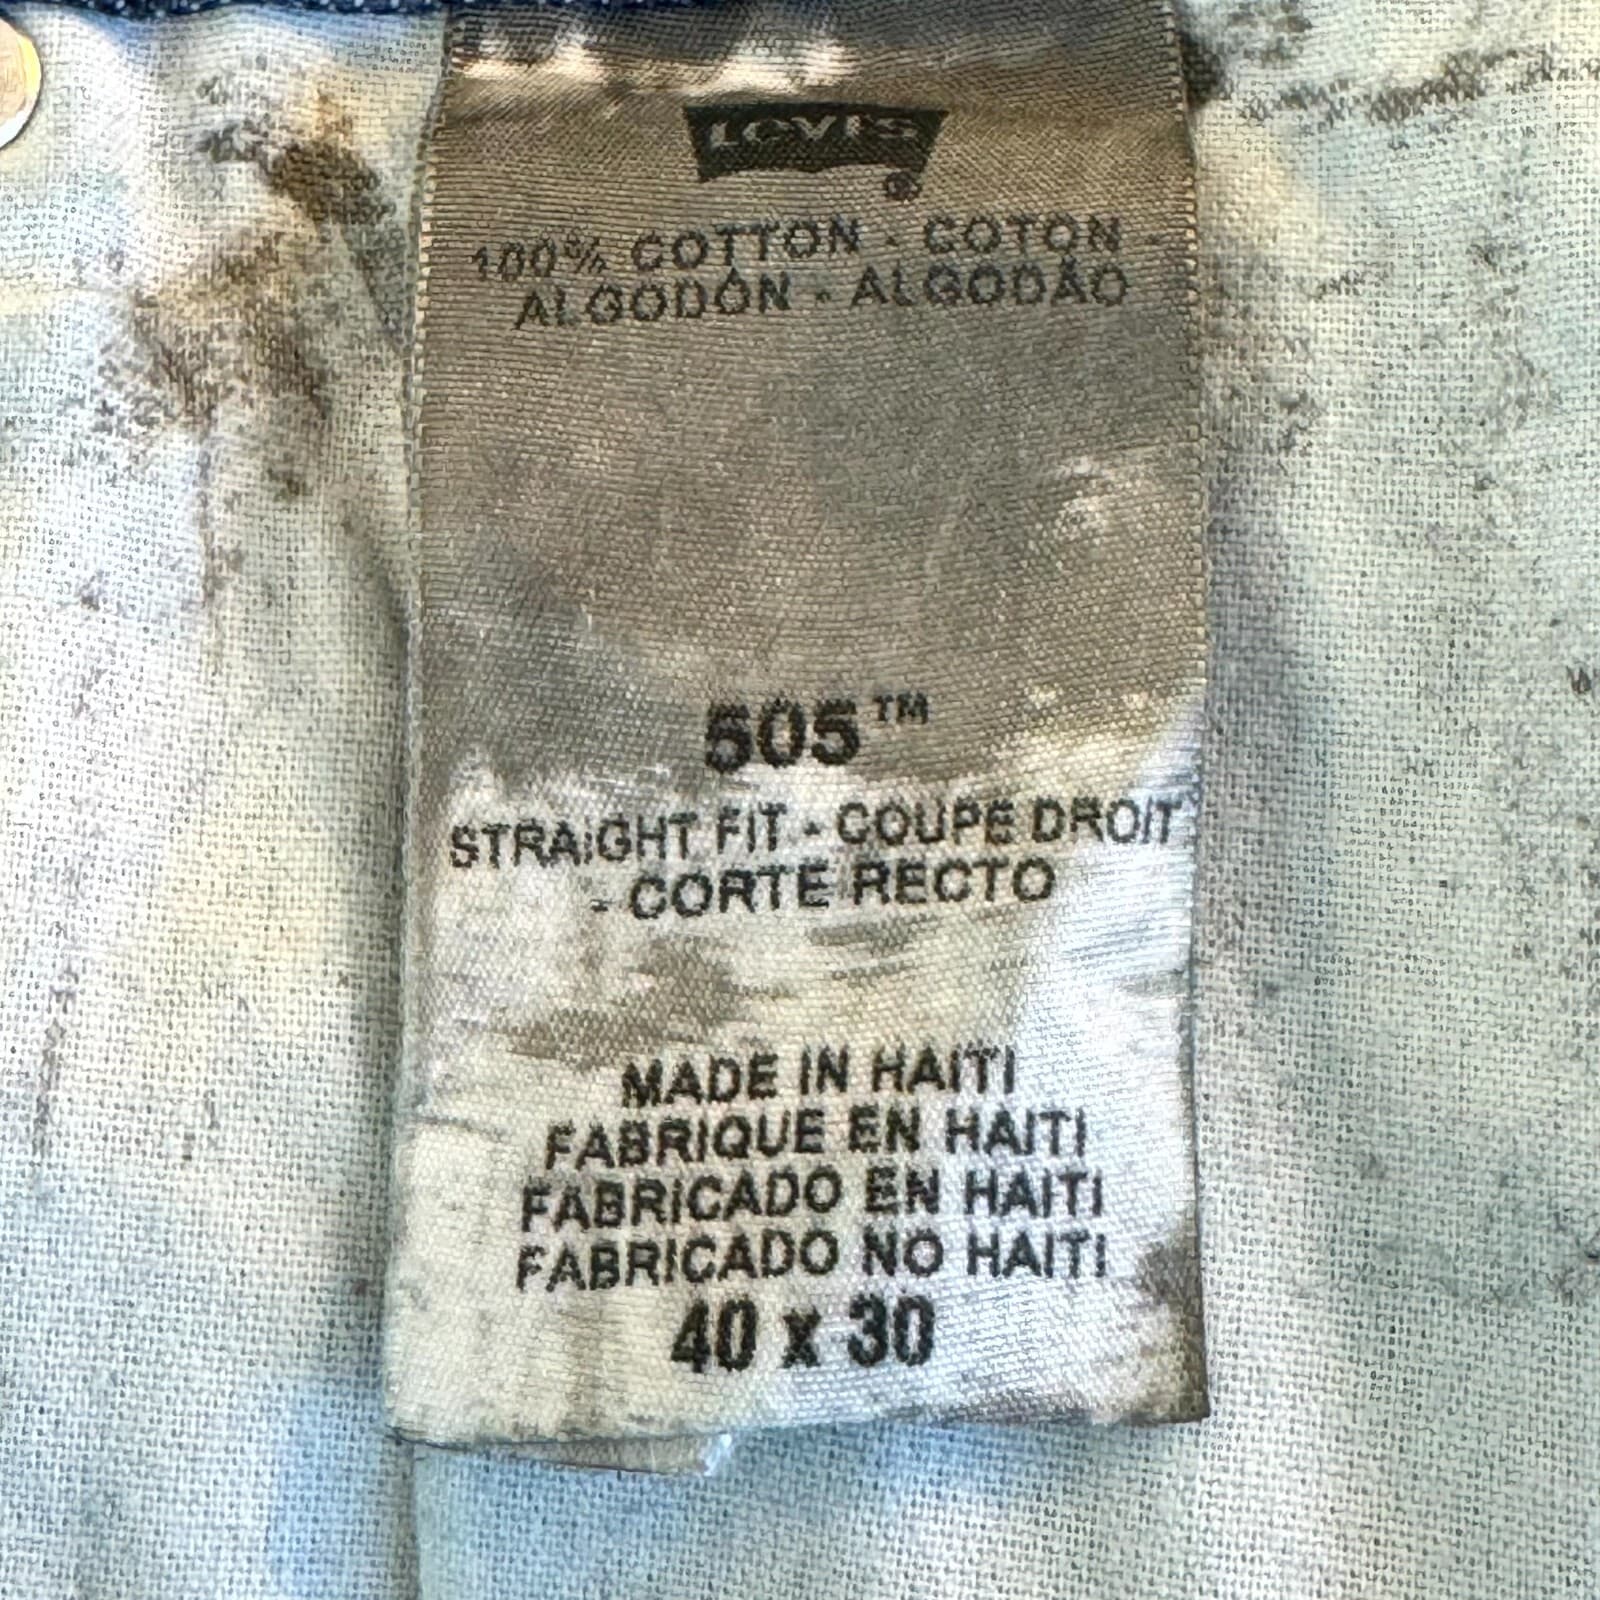 LEVI'S
®
100% COTTON - COTON -
ALGODÓN - ALGODÃO
505™
STRAIGHT FIT - COUPE DROIT
- CORTE RECTO
MADE IN HAITI
FABRIQUE EN HAITI
FABRICADO EN HAITI
FABRICADO NO HAITI
40 x 30